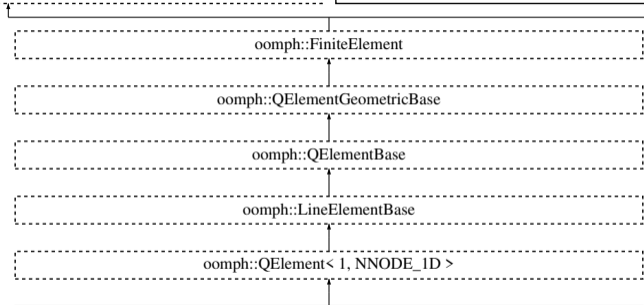 oomph::FiniteElement
oomph::QElementGeometricBase
oomph::QElementBase
oomph::LineElementBase
oomph::QElement< 1, NNODE_1D >